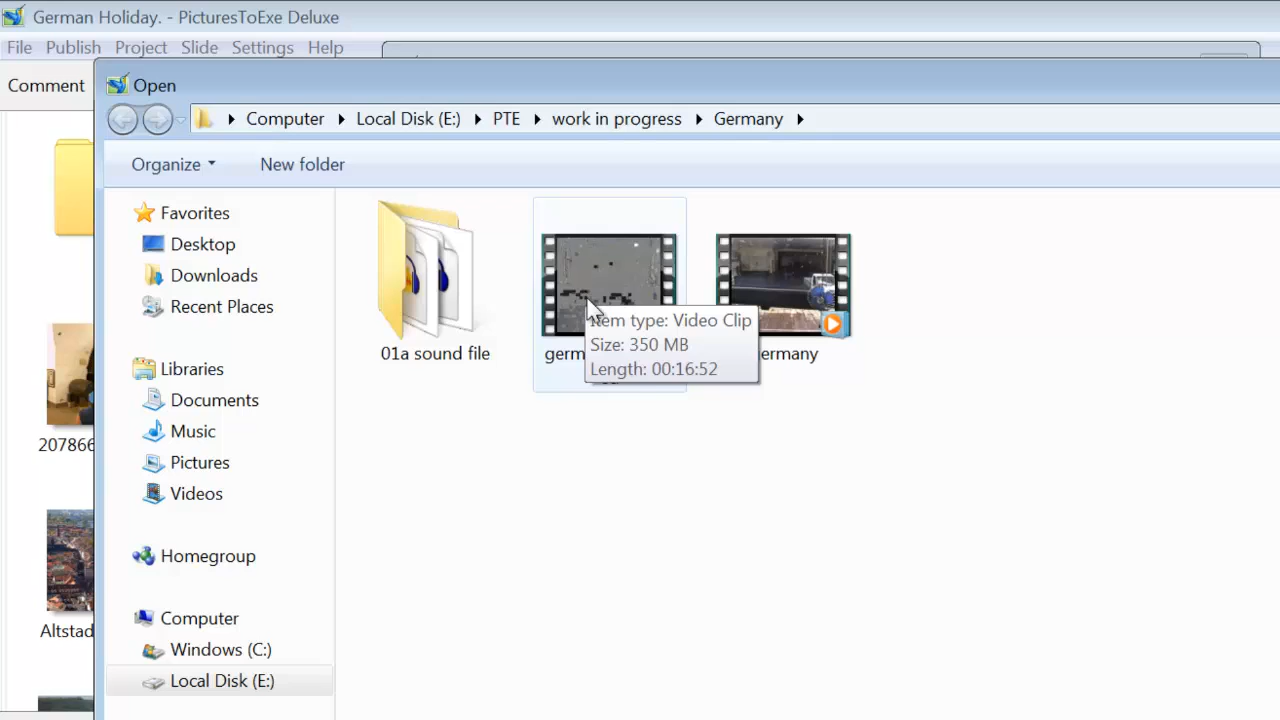 German Holiday. - PicturesToExe Deluxe
File Publish Project Slide Settings Help
Comment
Open
Computer Local Disk (E:) PTE work in progress Germany
Organize New folder
Favorites
Desktop
Downloads
Recent Places
Libraries
Documents
Music
Pictures
Videos
Homegroup
Computer
Windows (C:)
Local Disk (E:)
01a sound file
germ
ermany
Item type: Video Clip
Size: 350 MB
Length: 00:16:52
207866
Altstad